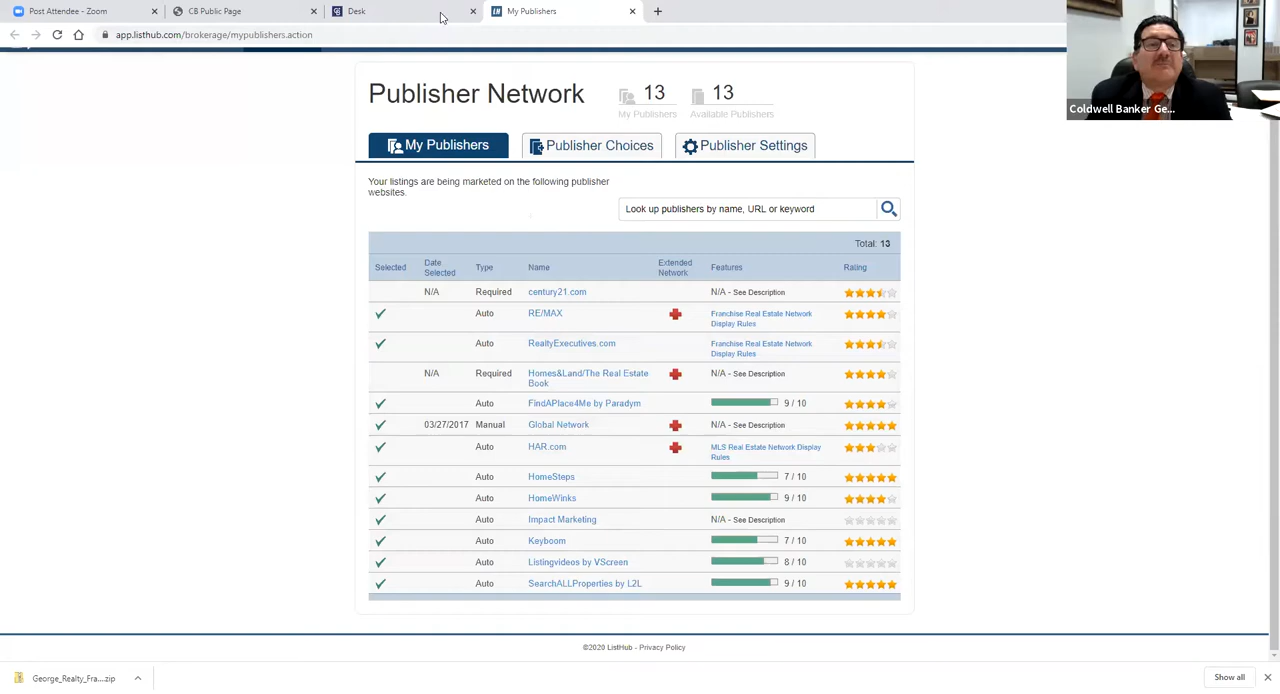 Post Attendee - Zoom
CB Public Page
Desk
My Publishers
app.listhub.com/brokerage/mypublishers.action
Coldwell Banker Ge...
Publisher Network
13
My Publishers
13
Available Publishers
My Publishers
Publisher Choices
Publisher Settings
Your listings are being marketed on the following publisher
websites.
Look up publishers by name, URL or keyword
Total: 13
Selected
Date
Selected
Type
Name
Extended
Network
Features
Rating
N/A Required century21.com N/A - See Description
Auto RE/MAX Franchise Real Estate Network
Display Rules
Auto RealtyExecutives.com Franchise Real Estate Network
Display Rules
N/A Required Homes&Land/The Real Estate
Book
N/A - See Description
Auto FindAPlace4Me by Paradym 9 / 10
03/27/2017 Manual Global Network N/A - See Description
Auto HAR.com MLS Real Estate Network Display
Rules
Auto HomeSteps 7 / 10
Auto HomeWinks 9 / 10
Auto Impact Marketing N/A - See Description
Auto Keyboom 7 / 10
Auto Listingvideos by VScreen 8 / 10
Auto SearchALLProperties by L2L 9 / 10
©2020 ListHub - Privacy Policy
George_Realty_Fra....zip
Show all